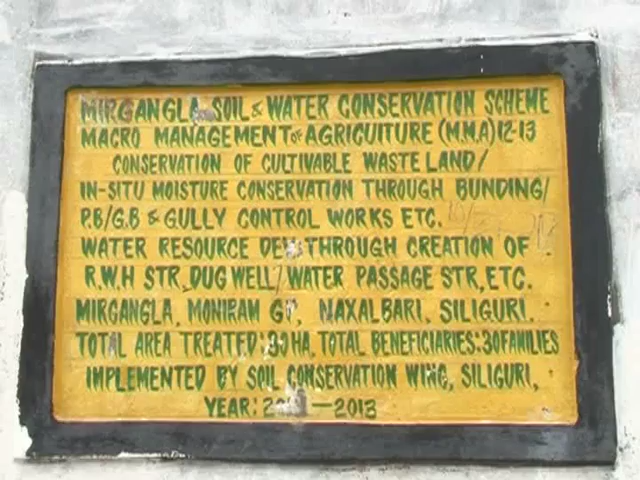 MIRGANGLA SOIL & WATER CONSERVATION SCHEME
MACRO MANAGEMENT OF AGRICUITURE (M.M.A) 12-13
CONSERVATION OF CULTIVABLE WASTE LAND/
IN-SITU MOISTURE CONSERVATION THROUGH BUNDING/
P.B/G.B & GULLY CONTROL WORKS ETC.
WATER RESOURCE DEV. THROUGH CREATION OF
R.W.H STR, DUG WELL/ WATER PASSAGE STR, ETC.
MIRGANGLA, MONIRAM GP, NAXALBARI, SILIGURI.
TOTAL AREA TREATED: 30 HA, TOTAL BENEFICIARIES: 30 FAMILIES
IMPLEMENTED BY SOIL CONSERVATION WING, SILIGURI,
YEAR: —2013